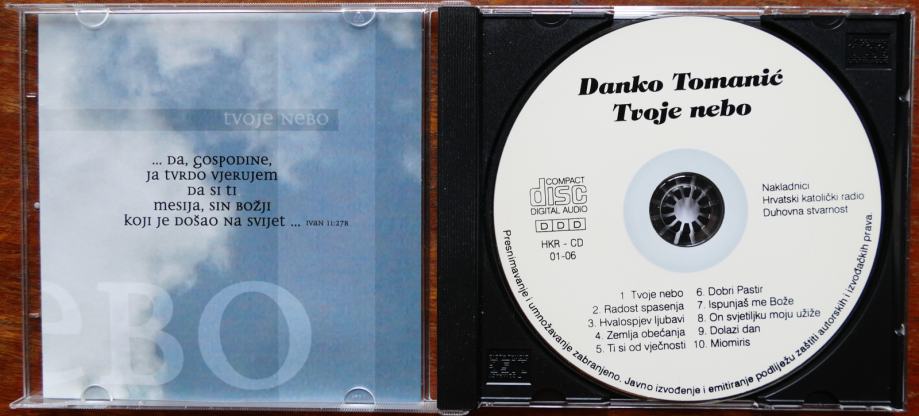 tvoje nebo
... da, gospodine,
ja tvrdo vjerujem
da si ti
mesija, sin božji
koji je došao na svijet ... ivan 11:27b
eBO
Danko Tomanić
Tvoje nebo
COMPACT
disc
DIGITAL AUDIO
DDD
HKR - CD
01-06
Nakladnici
Hrvatski katolički radio
Duhovna stvarnost
1 Tvoje nebo
2. Radost spasenja
3. Hvalospjev ljubavi
4. Zemlja obećanja
5. Ti si od vječnosti
6. Dobri Pastir
7. Ispunjaš me Bože
8. On svjetiljku moju užiže
9. Dolazi dan
10. Miomiris
Presnimavanje i umnožavanje zabranjeno. Javno izvođenje i emitiranje podliježu zaštiti autorskih i izvođačkih prava.